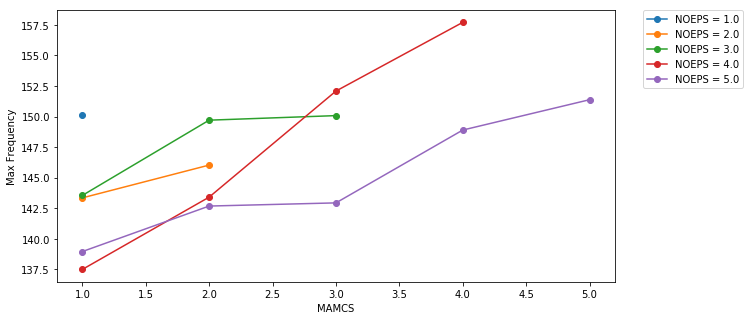 157.5
155.0
152.5
150.0
147.5
145.0
142.5
140.0
137.5
Max Frequency
1.0 1.5 2.0 2.5 3.0 3.5 4.0 4.5 5.0
MAMCS
NOEPS = 1.0
NOEPS = 2.0
NOEPS = 3.0
NOEPS = 4.0
NOEPS = 5.0